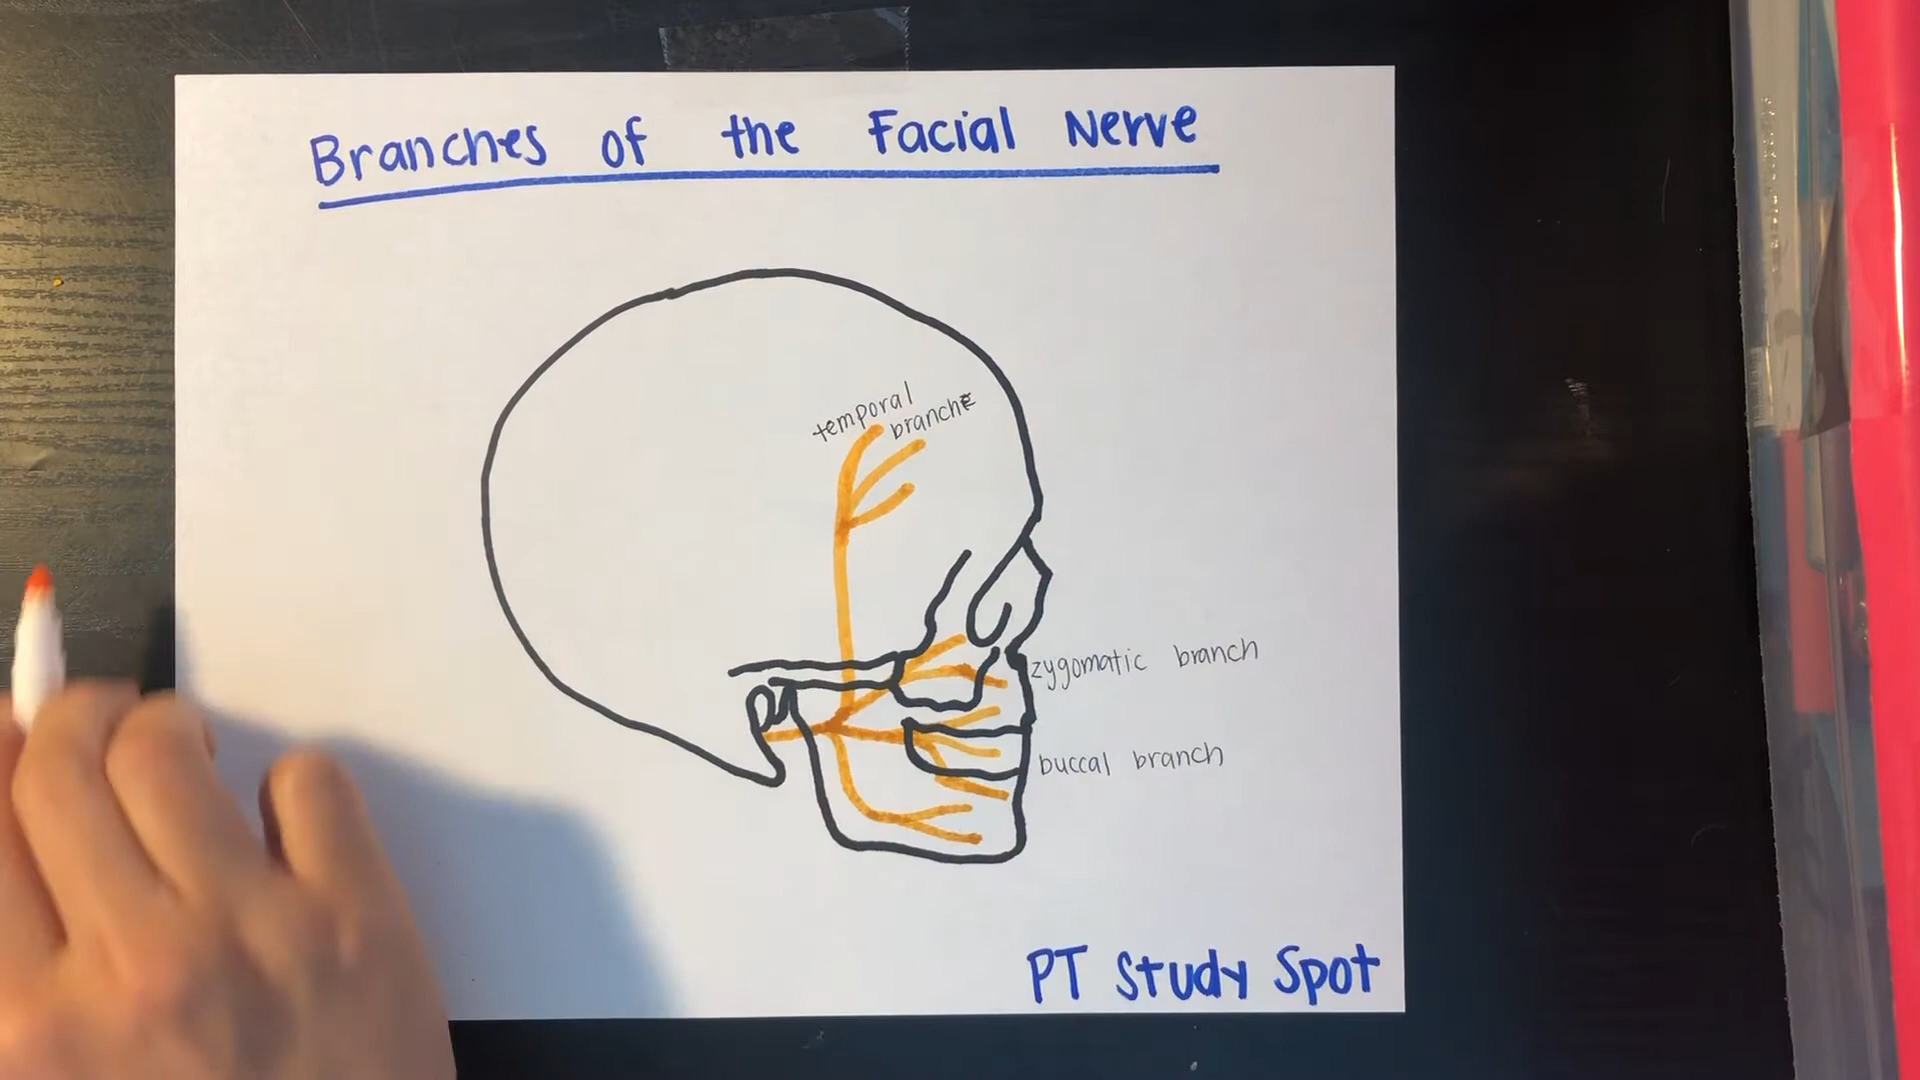 Branches of the Facial Nerve
temporal
branche
zygomatic branch
buccal branch
PT Study Spot